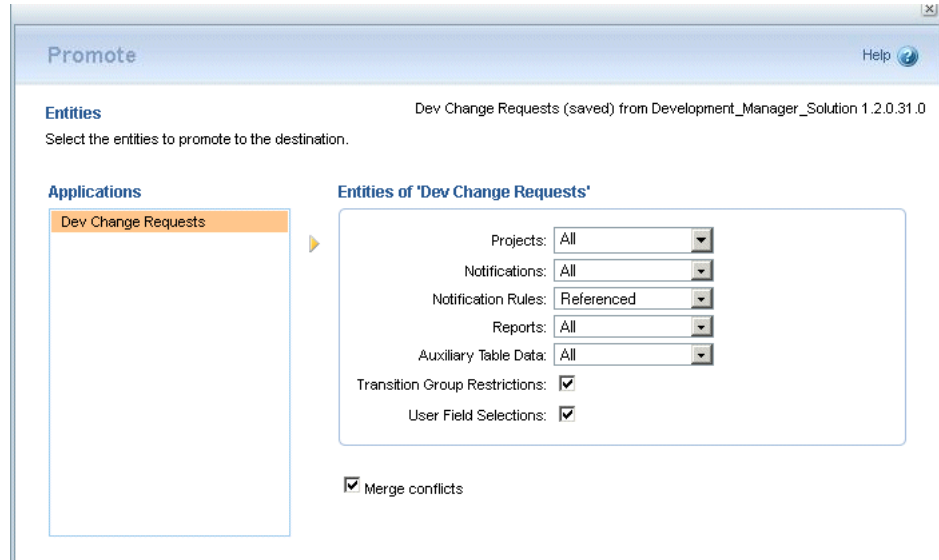 Promote
Help
Entities
Dev Change Requests (saved) from Development_Manager_Solution 1.2.0.31.0
Select the entities to promote to the destination.
Applications
Dev Change Requests
Entities of 'Dev Change Requests'
Projects: All
Notifications: All
Notification Rules: Referenced
Reports: All
Auxiliary Table Data: All
Transition Group Restrictions:
User Field Selections:
Merge conflicts